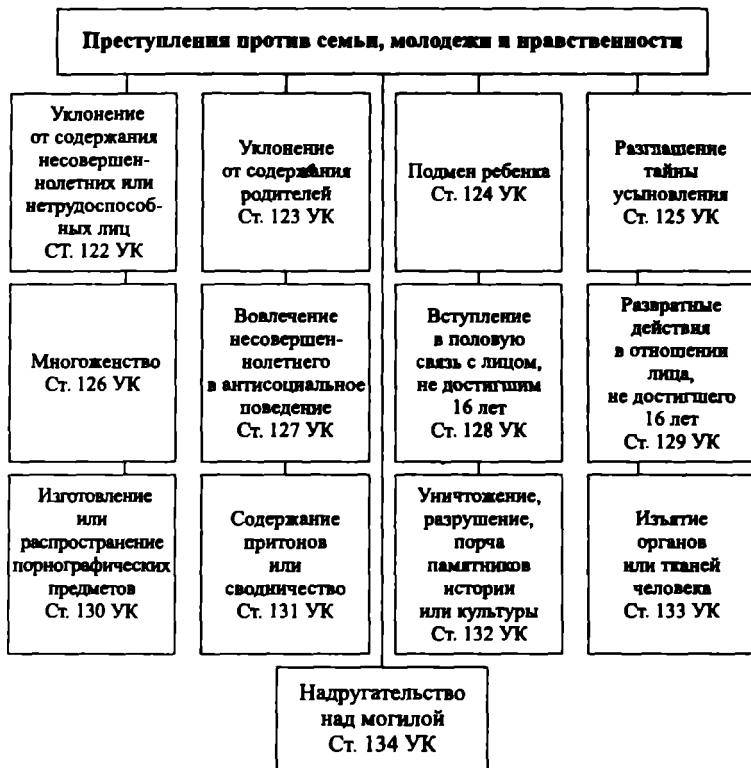 Преступления против семьи, молодежи и нравственности
Уклонение
от содержания
несовершен-
нолетних или
нетрудоспособ-
ных лиц
СТ. 122 УК
Уклонение
от содержания
родителей
Ст. 123 УК
Подмен ребенка
Ст. 124 УК
Разглашение
тайны
усыновления
Ст. 125 УК
Многоженство
Ст. 126 УК
Вовлечение
несовершен-
нолетнего
в антисоциальное
поведение
Ст. 127 УК
Вступление
в половую
связь с лицом,
не достигшим
16 лет
Ст. 128 УК
Развратные
действия
в отношении
лица,
не достигшего
16 лет
Ст. 129 УК
Изготовление
или
распространение
порнографических
предметов
Ст. 130 УК
Содержание
притонов
или
сводничество
Ст. 131 УК
Уничтожение,
разрушение,
порча
памятников
истории
или культуры
Ст. 132 УК
Изъятие
органов
или тканей
человека
Ст. 133 УК
Надругательство
над могилой
Ст. 134 УК